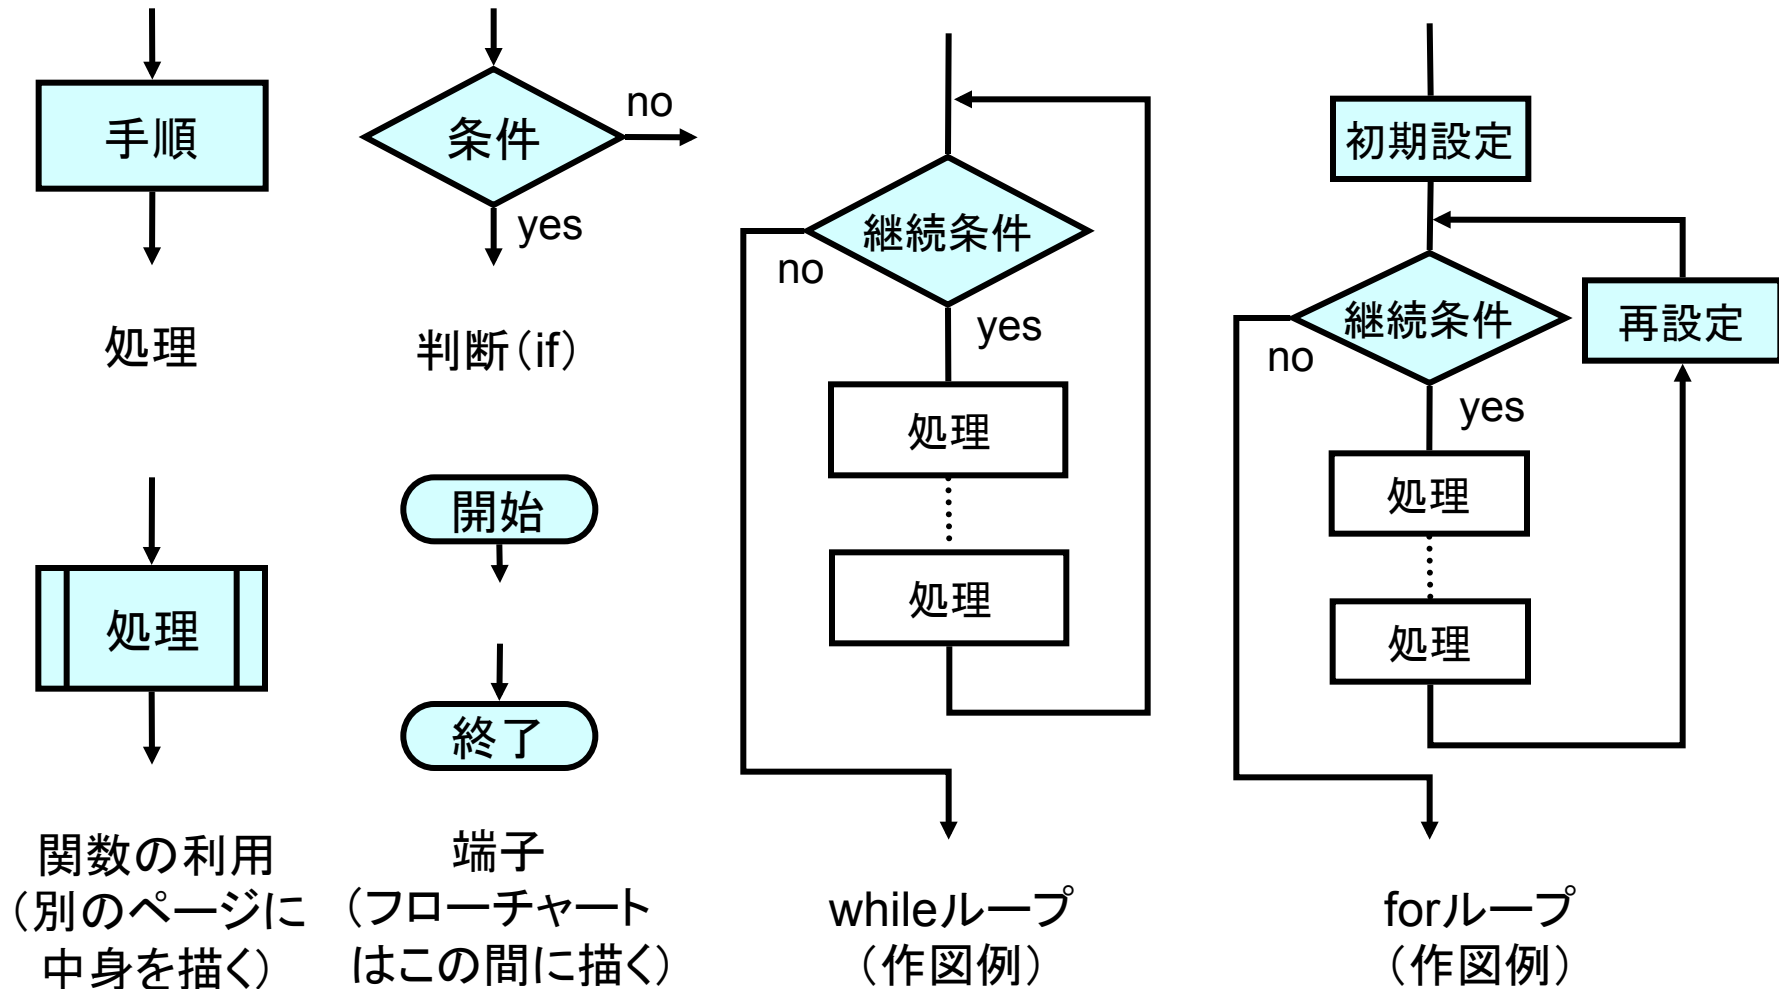 手順
処理
条件
no
yes
判断(if)
処理
関数の利用
(別のページに
中身を描く)
開始
終了
端子
(フローチャート
はこの間に描く)
継続条件
no
yes
処理
処理
whileループ
(作図例)
初期設定
継続条件
no
yes
再設定
処理
処理
forループ
(作図例)